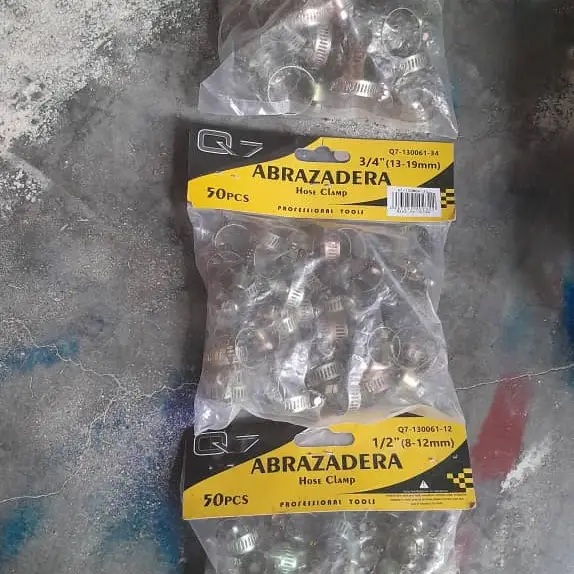 Q7
Q7-130061-34
3/4" (13-19mm)
ABRAZADERA
Hose Clamp
50PCS
PROFESSIONAL TOOLS
Q7
Q7-130061-12
1/2" (8-12mm)
ABRAZADERA
Hose Clamp
50PCS
PROFESSIONAL TOOLS